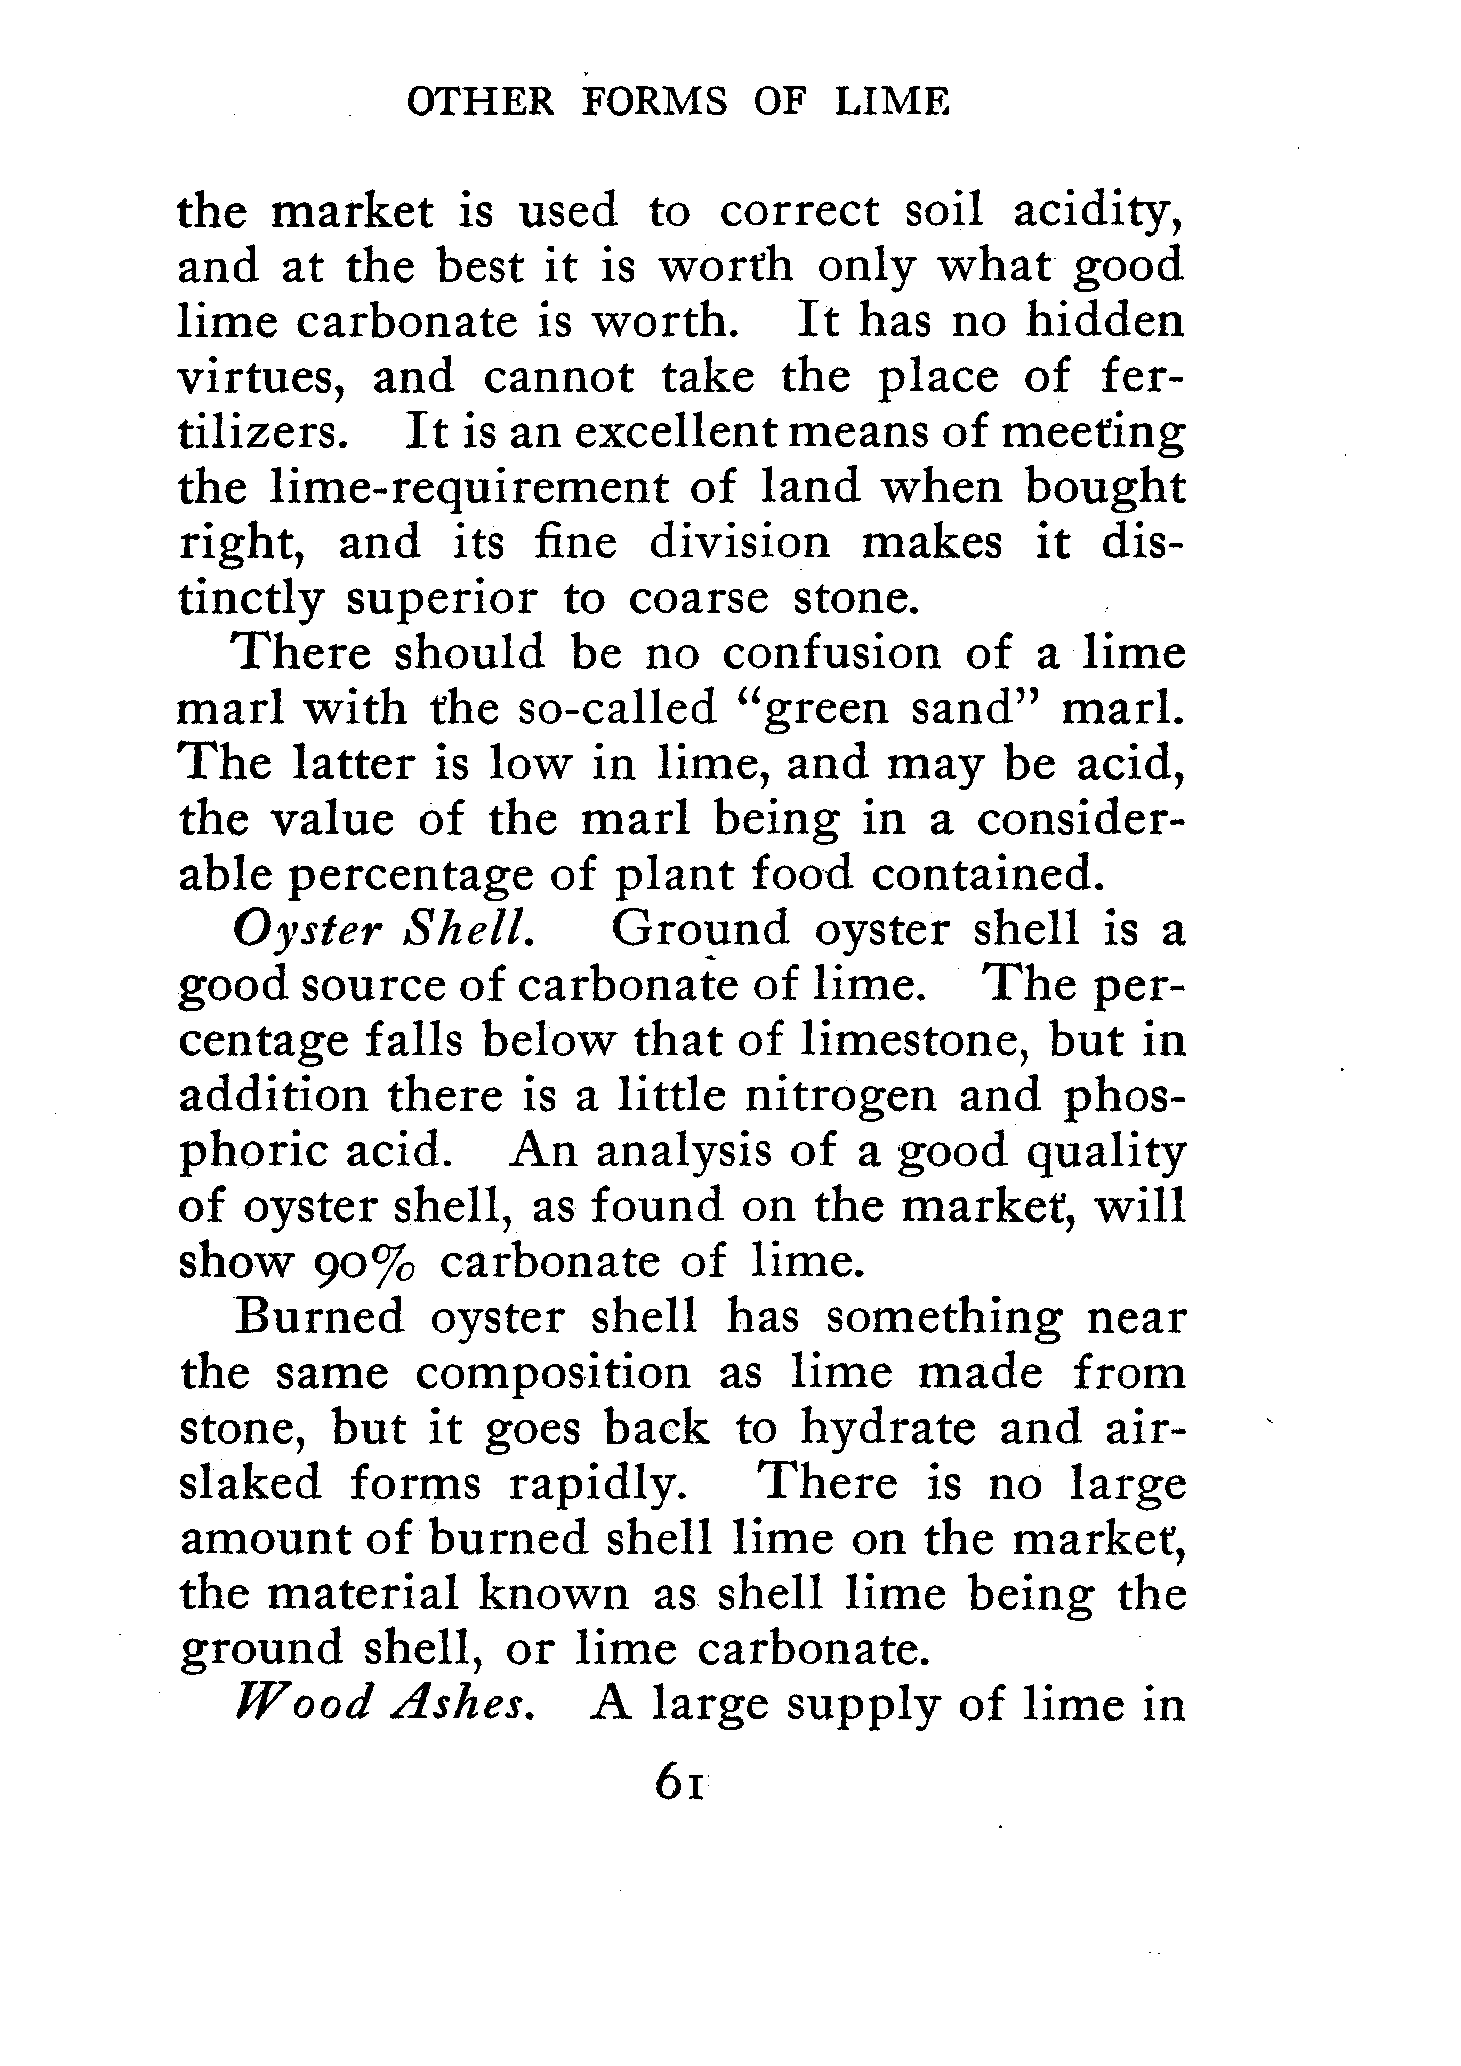 OTHER FORMS OF LIME
the market is used to correct soil acidity,
and at the best it is worth only what good
lime carbonate is worth. It has no hidden
virtues, and cannot take the place of fer-
tilizers. It is an excellent means of meeting
the lime-requirement of land when bought
right, and its fine division makes it dis-
tinctly superior to coarse stone.
There should be no confusion of a lime
marl with the so-called “green sand” marl.
The latter is low in lime, and may be acid,
the value of the marl being in a consider-
able percentage of plant food contained.
Oyster Shell. Ground oyster shell is a
good source of carbonate of lime. The per-
centage falls below that of limestone, but in
addition there is a little nitrogen and phos-
phoric acid. An analysis of a good quality
of oyster shell, as found on the market, will
show 90% carbonate of lime.
Burned oyster shell has something near
the same composition as lime made from
stone, but it goes back to hydrate and air-
slaked forms rapidly. There is no large
amount of burned shell lime on the market,
the material known as shell lime being the
ground shell, or lime carbonate.
Wood Ashes. A large supply of lime in
61